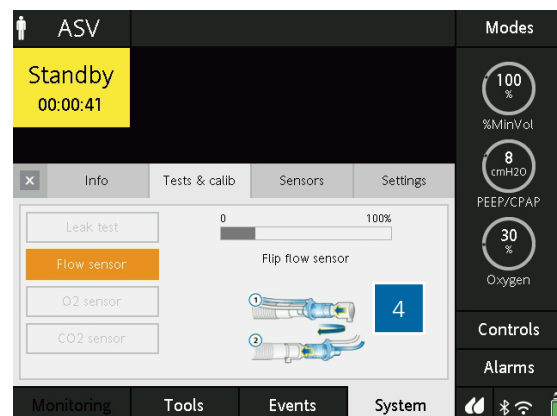 ASV
Modes
Standby
00:00:41
100
%
%MinVol
8
cmH2O
PEEP/CPAP
30
%
Oxygen
Info
Tests & calib
Sensors
Settings
Leak test
Flow sensor
O2 sensor
CO2 sensor
0
100%
Flip flow sensor
1
2
4
Controls
Alarms
Monitoring
Tools
Events
System